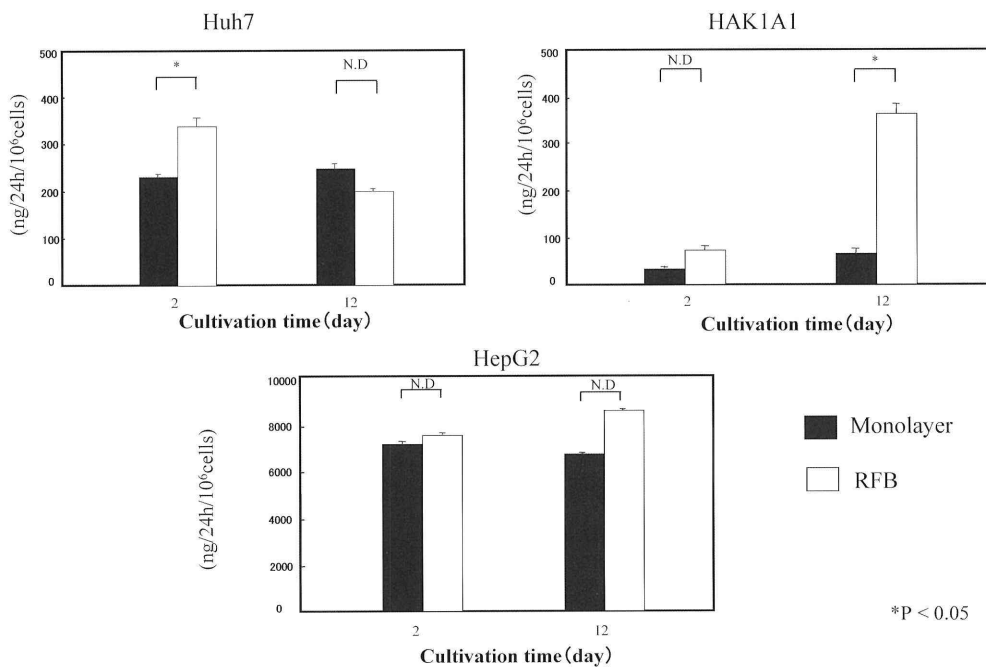 Huh7
500
400
300
200
100
0
(ng/24h/10⁶cells)
*
N.D
2
12
Cultivation time(day)
HAK1A1
500
400
300
200
100
0
(ng/24h/10⁶cells)
N.D
*
2
12
Cultivation time(day)
HepG2
10000
8000
6000
4000
2000
0
(ng/24h/10⁶cells)
N.D
N.D
2
12
Cultivation time(day)
Monolayer
RFB
*P < 0.05